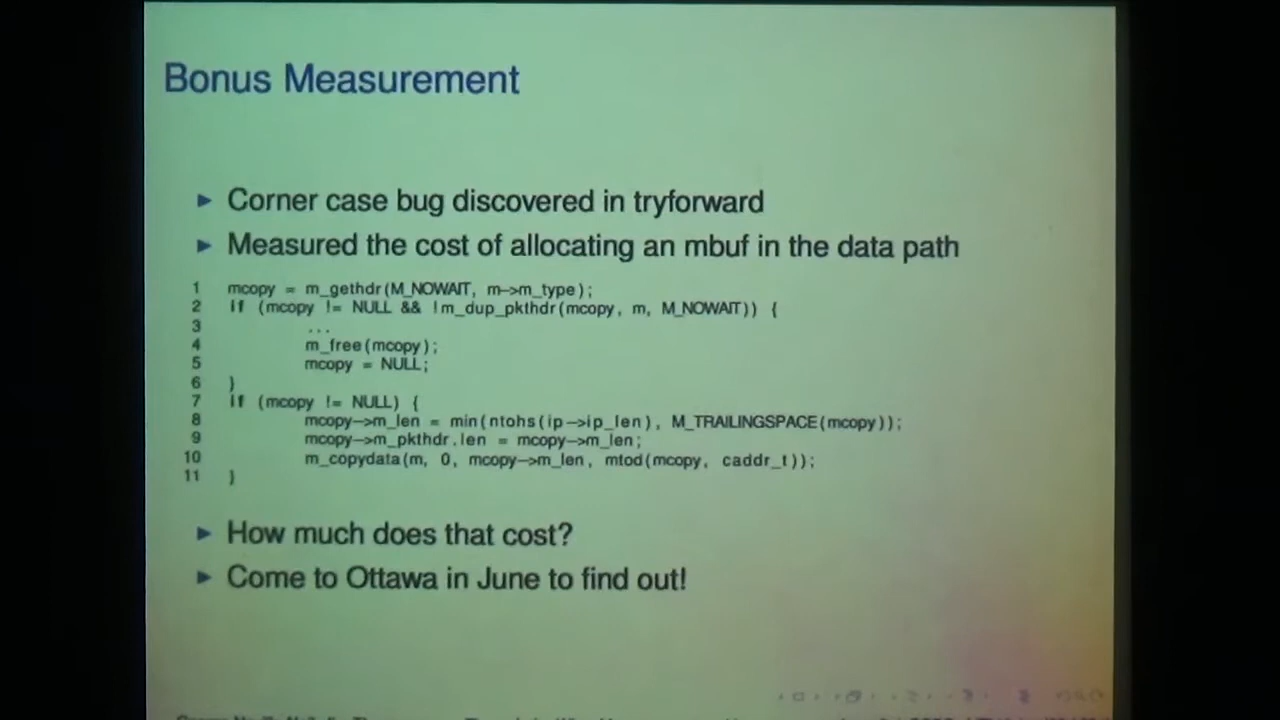 Bonus Measurement
► Corner case bug discovered in tryforward
► Measured the cost of allocating an mbuf in the data path
1 mcopy = m_gethdr(M_NOWAIT, m->m_type);
2 if (mcopy != NULL && !m_dup_pkthdr(mcopy, m, M_NOWAIT)) {
3 ...
4 m_free(mcopy);
5 mcopy = NULL;
6 }
7 if (mcopy != NULL) {
8 mcopy->m_len = min(ntohs(ip->ip_len), M_TRAILINGSPACE(mcopy));
9 mcopy->m_pkthdr.len = mcopy->m_len;
10 m_copydata(m, 0, mcopy->m_len, mtod(mcopy, caddr_t));
11 }
► How much does that cost?
► Come to Ottawa in June to find out!